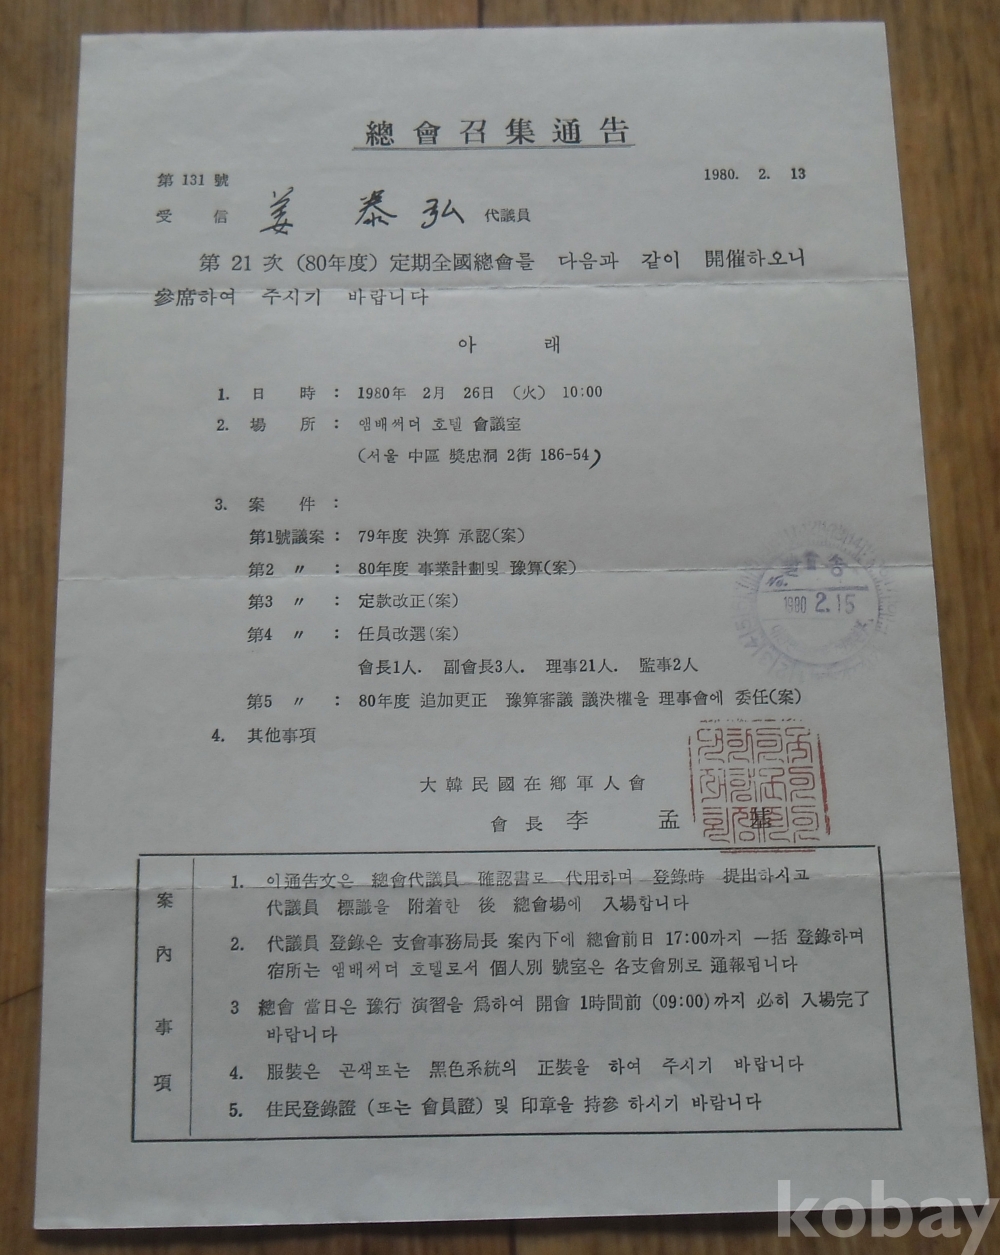 總會召集通告
第 131 號
1980. 2. 13
受 信 姜 泰 弘 代議員
第 21 次 (80年度) 定期全國總會를 다음과 같이 開催하오니
參席하여 주시기 바랍니다
아 래
1. 日 時 : 1980年 2月 26日 (火) 10:00
2. 場 所 : 앰배써더 호텔 會議室
(서울 中區 奬忠洞 2街 186-54)
3. 案 件 :
第1號議案 : 79年度 決算 承認(案)
第2 〃 : 80年度 事業計劃및 豫算(案)
第3 〃 : 定款改正(案)
第4 〃 : 任員改選(案)
會長1人. 副會長3人. 理事21人. 監事2人
第5 〃 : 80年度 追加更正 豫算審議 議決權을 理事會에 委任(案)
4. 其他事項
발송
No.
1980 2. 15
大韓民國在鄕軍人會
會長 李 孟 基
案內事項
1. 이通告文은 總會代議員 確認書로 代用하며 登錄時 提出하시고
代議員 標識을 附着한 後 總會場에 入場합니다
2. 代議員 登錄은 支會事務局長 案內下에 總會前日 17:00까지 一括 登錄하며
宿所는 앰배써더 호텔로서 個人別 號室은 各支會別로 通報됩니다
3 總會 當日은 豫行 演習을 爲하여 開會 1時間前 (09:00)까지 必히 入場完了
바랍니다
4. 服裝은 곤색또는 黑色系統의 正裝을 하여 주시기 바랍니다
5. 住民登錄證 (또는 會員證) 및 印章을 持參 하시기 바랍니다
kobay